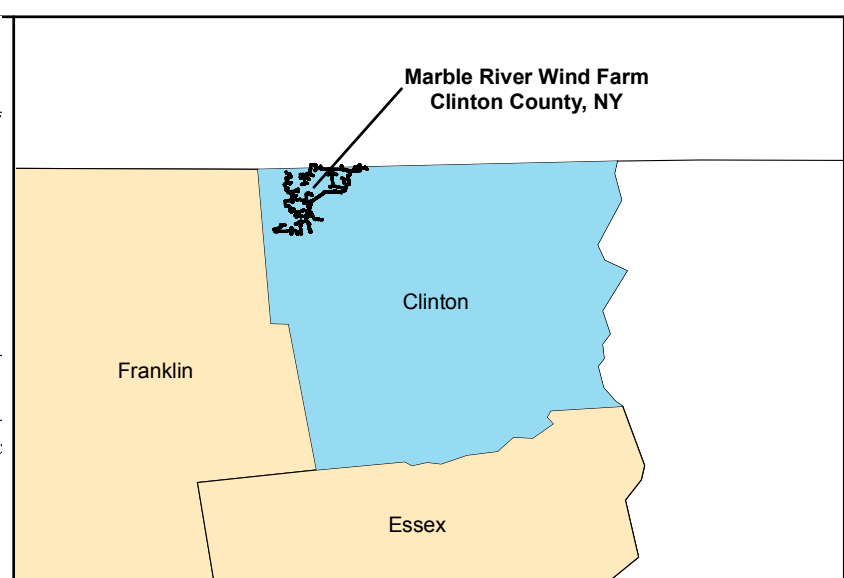 Marble River Wind Farm
Clinton County, NY
Clinton
Franklin
Essex